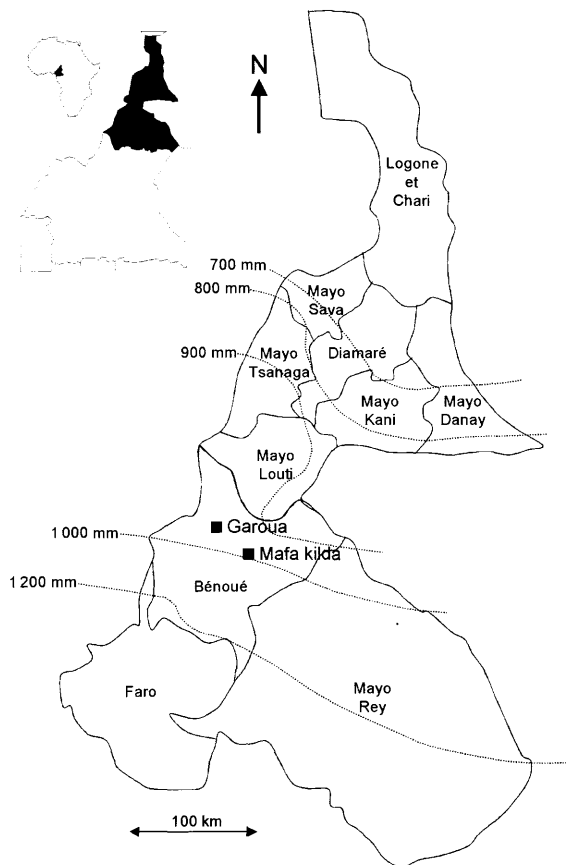 N
Logone
et
Chari
700 mm
800 mm
Mayo
Sava
900 mm
Mayo
Tsanaga
Diamaré
Mayo
Kani
Mayo
Danay
Mayo
Louti
Garoua
1 000 mm
Mafa kilda
1 200 mm
Bénoué
Faro
Mayo
Rey
100 km